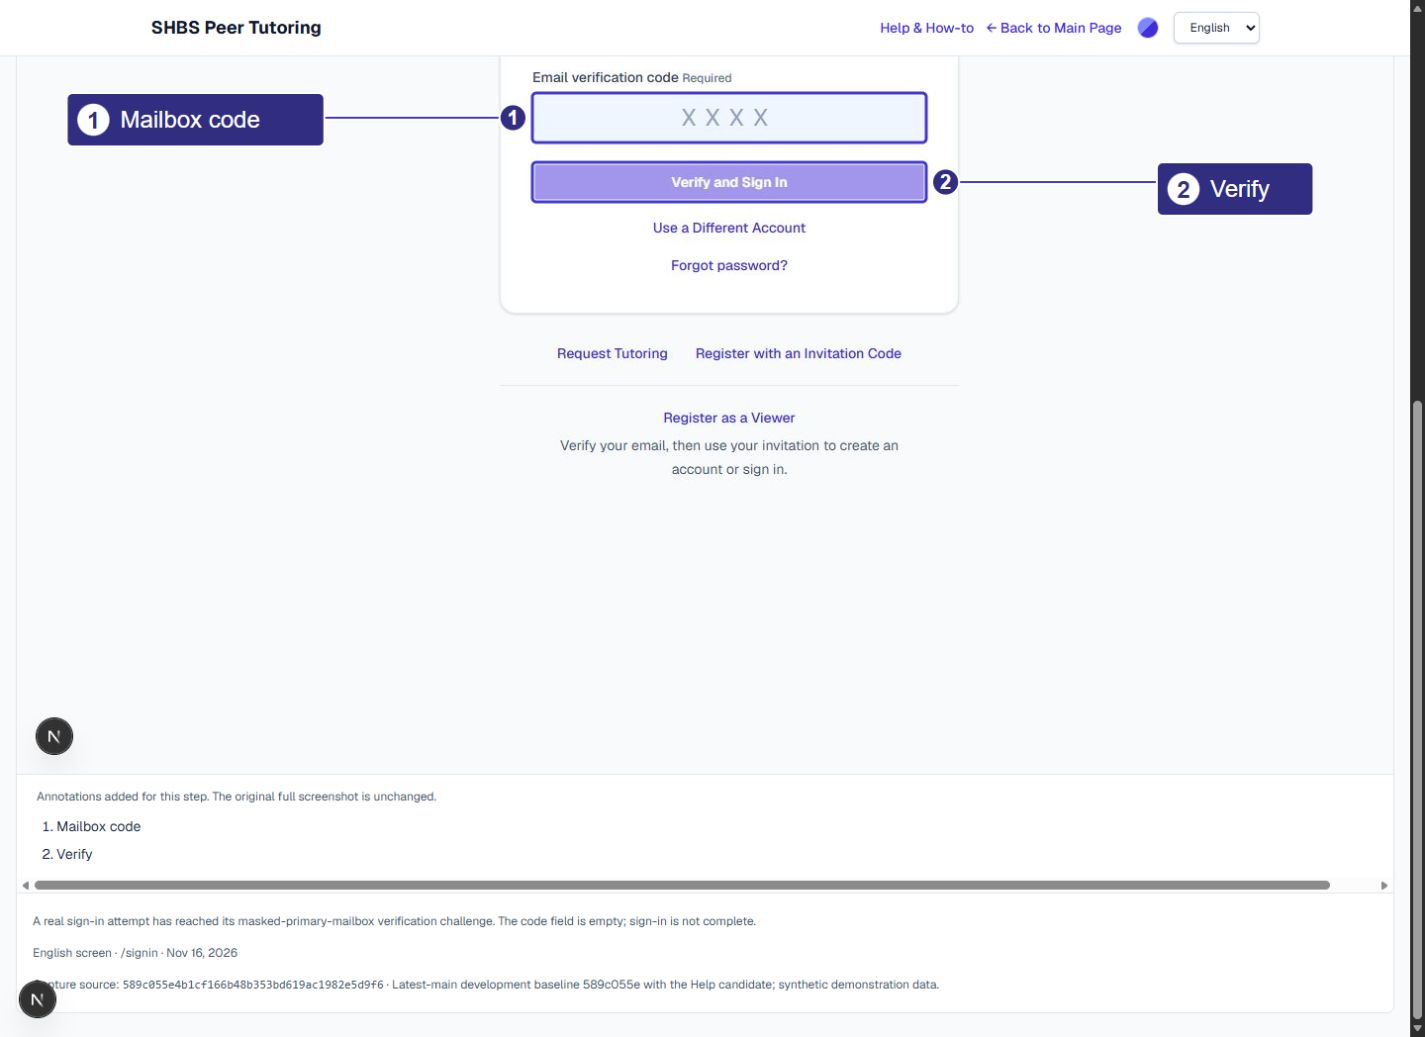 SHBS Peer Tutoring
Help & How-to
← Back to Main Page
English
Email verification code Required
1 Mailbox code
1
X X X X
Verify and Sign In
2
2 Verify
Use a Different Account
Forgot password?
Request Tutoring
Register with an Invitation Code
Register as a Viewer
Verify your email, then use your invitation to create an
account or sign in.
N
Annotations added for this step. The original full screenshot is unchanged.
1. Mailbox code
2. Verify
A real sign-in attempt has reached its masked-primary-mailbox verification challenge. The code field is empty; sign-in is not complete.
English screen · /signin · Nov 16, 2026
pture source: 589c055e4b1cf166b48b353bd619ac1982e5d9f6 · Latest-main development baseline 589c055e with the Help candidate; synthetic demonstration data.
N